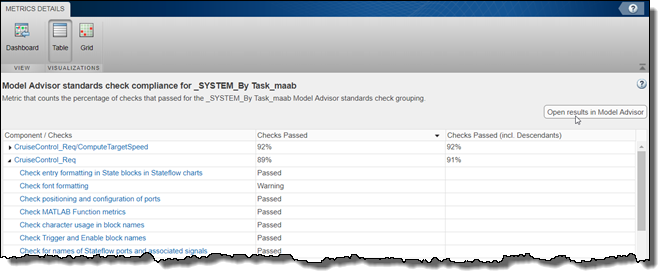 METRICS DETAILS
?
Dashboard Table Grid
VIEW VISUALIZATIONS
Model Advisor standards check compliance for _SYSTEM_By Task_maab
?
Metric that counts the percentage of checks that passed for the _SYSTEM_By Task_maab Model Advisor standards check grouping.
Open results in Model Advisor
Component / Checks Checks Passed Checks Passed (incl. Descendants)
CruiseControl_Req/ComputeTargetSpeed 92% 92%
CruiseControl_Req 89% 91%
Check entry formatting in State blocks in Stateflow charts Passed
Check font formatting Warning
Check positioning and configuration of ports Passed
Check MATLAB Function metrics Passed
Check character usage in block names Passed
Check Trigger and Enable block names Passed
Check for names of Stateflow ports and associated signals Passed